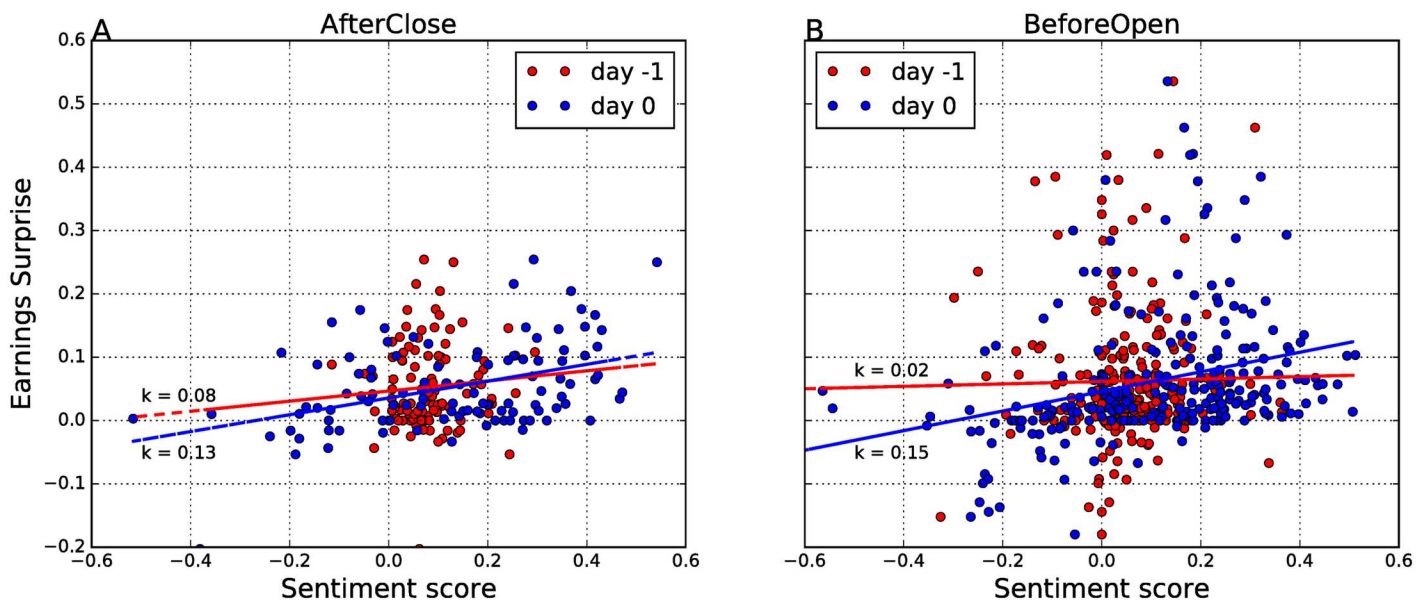 A
AfterClose
day -1
day 0
Earnings Surprise
0.6
0.5
0.4
0.3
0.2
0.1
0.0
−0.1
−0.2
k = 0.08
k = 0.13
−0.6
−0.4
−0.2
0.0
0.2
0.4
0.6
Sentiment score
B
BeforeOpen
day -1
day 0
k = 0.02
k = 0.15
−0.6
−0.4
−0.2
0.0
0.2
0.4
0.6
Sentiment score